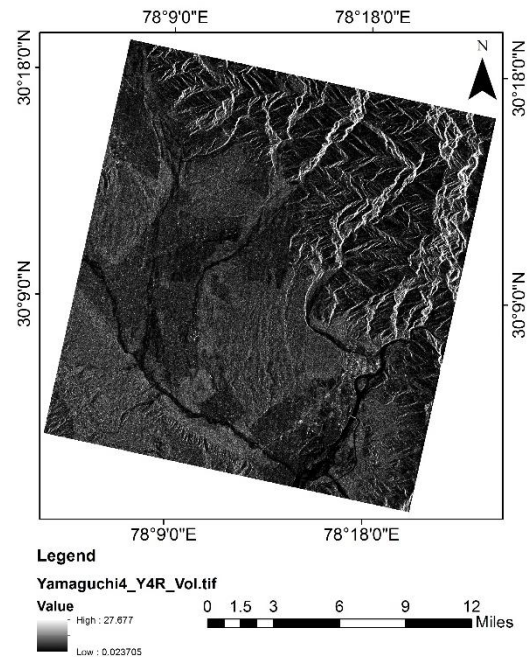 78°9'0"E 78°18'0"E
N
30°18'0"N 30°18'0"N
30°9'0"N 30°9'0"N
78°9'0"E 78°18'0"E
Legend
Yamaguchi4_Y4R_Vol.tif
Value
High : 27.677
Low : 0.023705
0 1.5 3 6 9 12
Miles